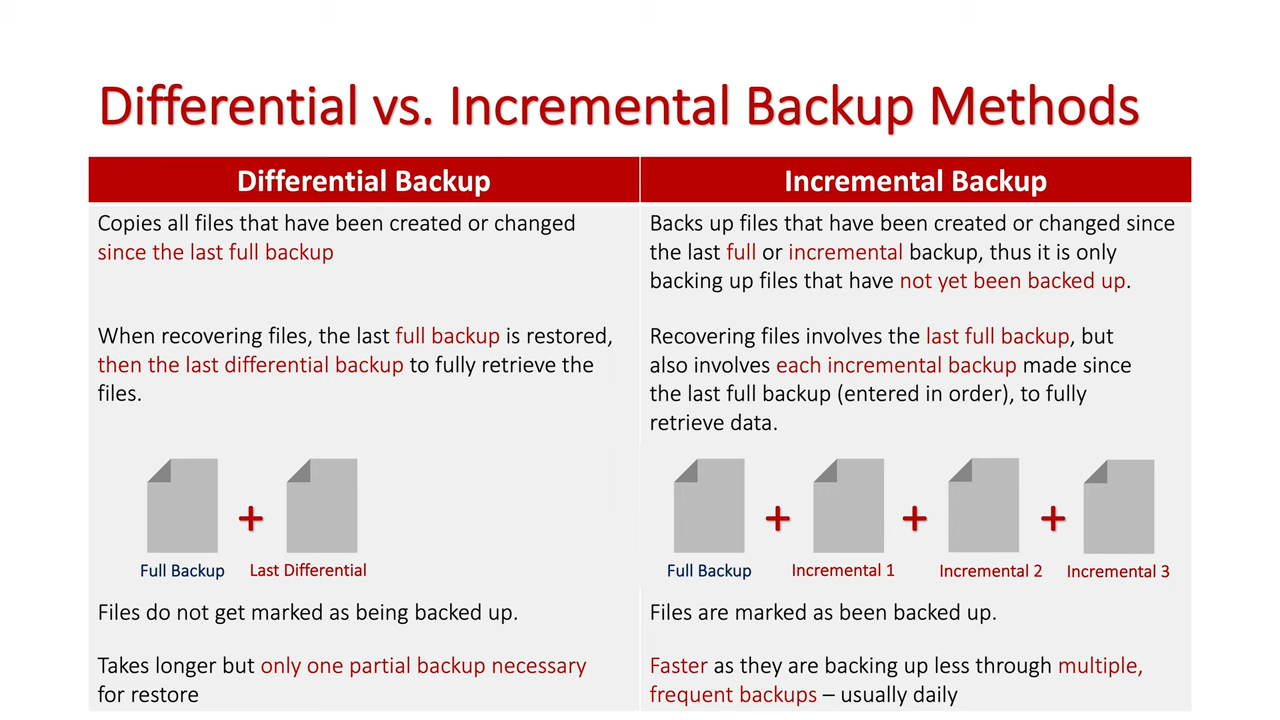 Differential vs. Incremental Backup Methods
Differential Backup
Incremental Backup
Copies all files that have been created or changed
since the last full backup
Backs up files that have been created or changed since
the last full or incremental backup, thus it is only
backing up files that have not yet been backed up.
When recovering files, the last full backup is restored,
then the last differential backup to fully retrieve the
files.
Recovering files involves the last full backup, but
also involves each incremental backup made since
the last full backup (entered in order), to fully
retrieve data.
+
Full Backup
Last Differential
+
+
+
Full Backup
Incremental 1
Incremental 2
Incremental 3
Files do not get marked as being backed up.
Files are marked as been backed up.
Takes longer but only one partial backup necessary
for restore
Faster as they are backing up less through multiple,
frequent backups – usually daily